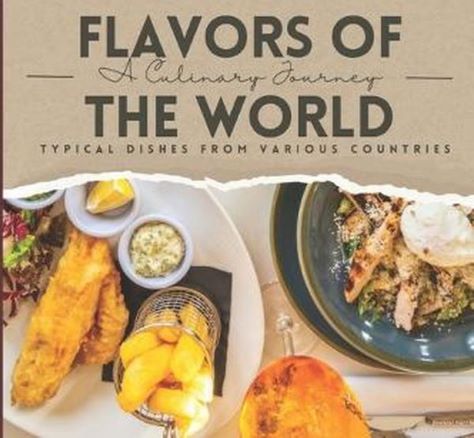 FLAVORS OF
A Culinary Journey
THE WORLD
TYPICAL DISHES FROM VARIOUS COUNTRIES